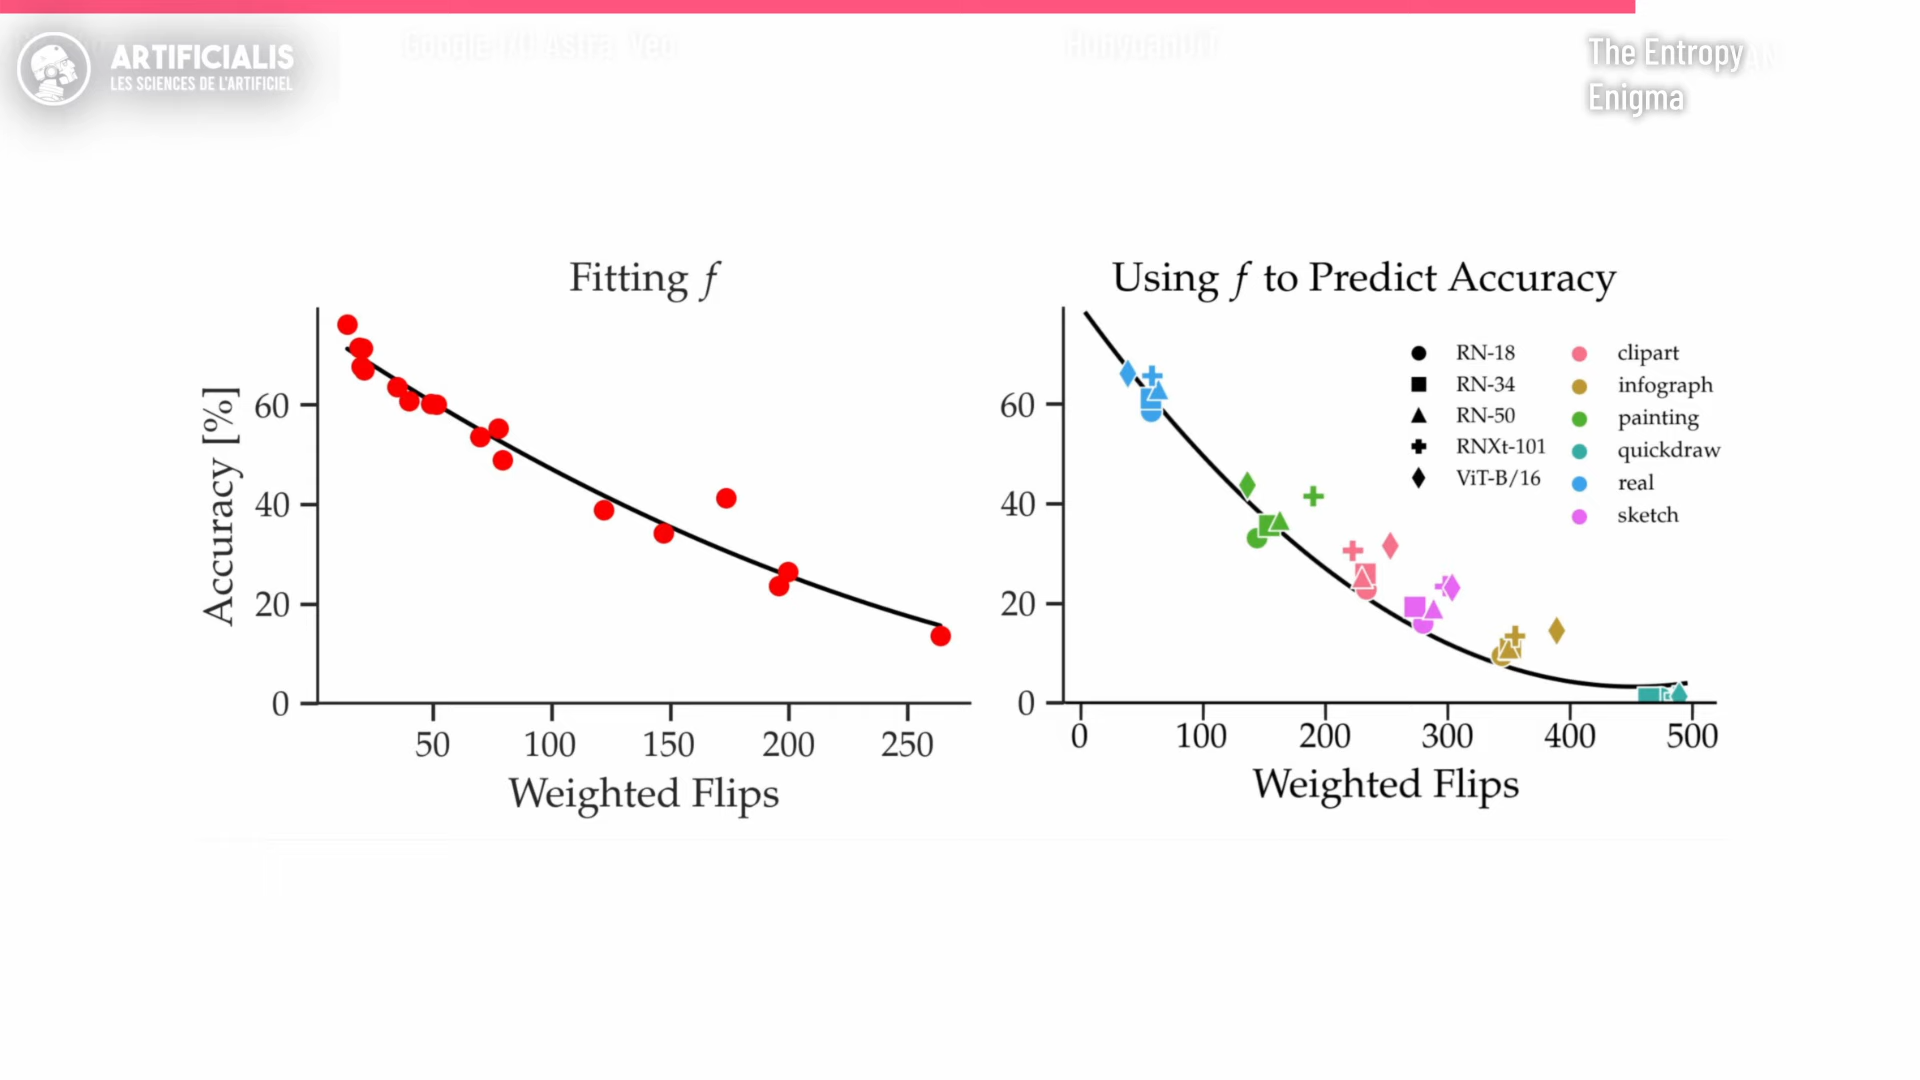 ARTIFICIALIS
LES SCIENCES DE L'ARTIFICIEL
The Entropy
Enigma
Fitting f
Accuracy [%]
60
40
20
0
50
100
150
200
250
Weighted Flips
Using f to Predict Accuracy
60
40
20
0
RN-18
RN-34
RN-50
RNXt-101
ViT-B/16
clipart
infograph
painting
quickdraw
real
sketch
0
100
200
300
400
500
Weighted Flips